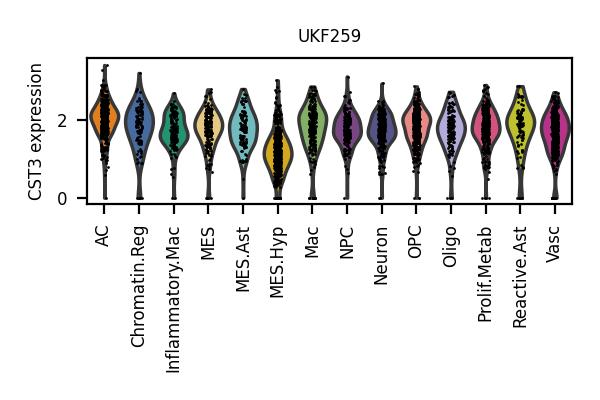 UKF259
CST3 expression
2
0
AC
Chromatin.Reg
Inflammatory.Mac
MES
MES.Ast
MES.Hyp
Mac
NPC
Neuron
OPC
Oligo
Prolif.Metab
Reactive.Ast
Vasc